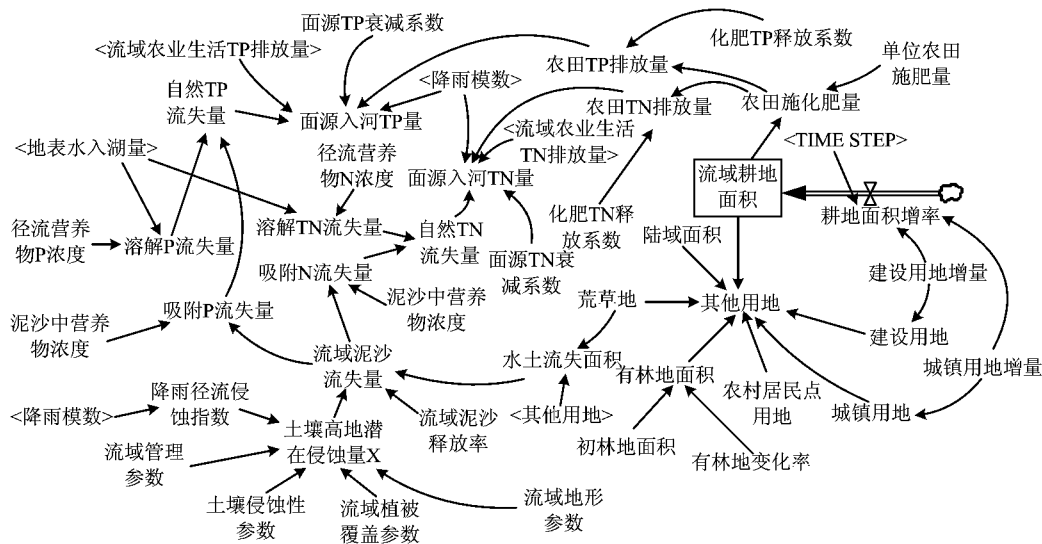 面源TP衰减系数
<流域农业生活TP排放量>
化肥TP释放系数
自然TP
流失量
<降雨模数>
农田TP排放量
单位农田
施肥量
面源入河TP量
农田TN排放量
农田施化肥量
<地表水入湖量>
径流营养
物N浓度
<流域农业生活
TN排放量>
<TIME STEP>
面源入河TN量
流域耕地
面积
径流营养
物P浓度
溶解P流失量
溶解TN流失量
自然TN
流失量
化肥TN释
放系数
耕地面积增率
陆域面积
面源TN衰
减系数
吸附N流失量
建设用地增量
泥沙中营养
物浓度
吸附P流失量
泥沙中营养
物浓度
荒草地
其他用地
建设用地
流域泥沙
流失量
水土流失面积
城镇用地增量
有林地面积
农村居民点
用地
降雨径流侵
蚀指数
<降雨模数>
流域泥沙
释放率
<其他用地>
城镇用地
土壤高地潜
在侵蚀量X
初林地面积
流域管理
参数
有林地变化率
土壤侵蚀性
参数
流域植被
覆盖参数
流域地形
参数